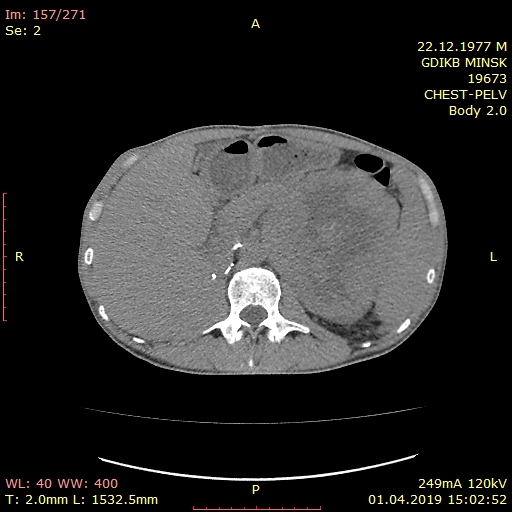 Im: 157/271
Se: 2
A
22.12.1977 M
GDIKB MINSK
19673
CHEST-PELV
Body 2.0
R
L
WL: 40 WW: 400
T: 2.0mm L: 1532.5mm
P
249mA 120kV
01.04.2019 15:02:52